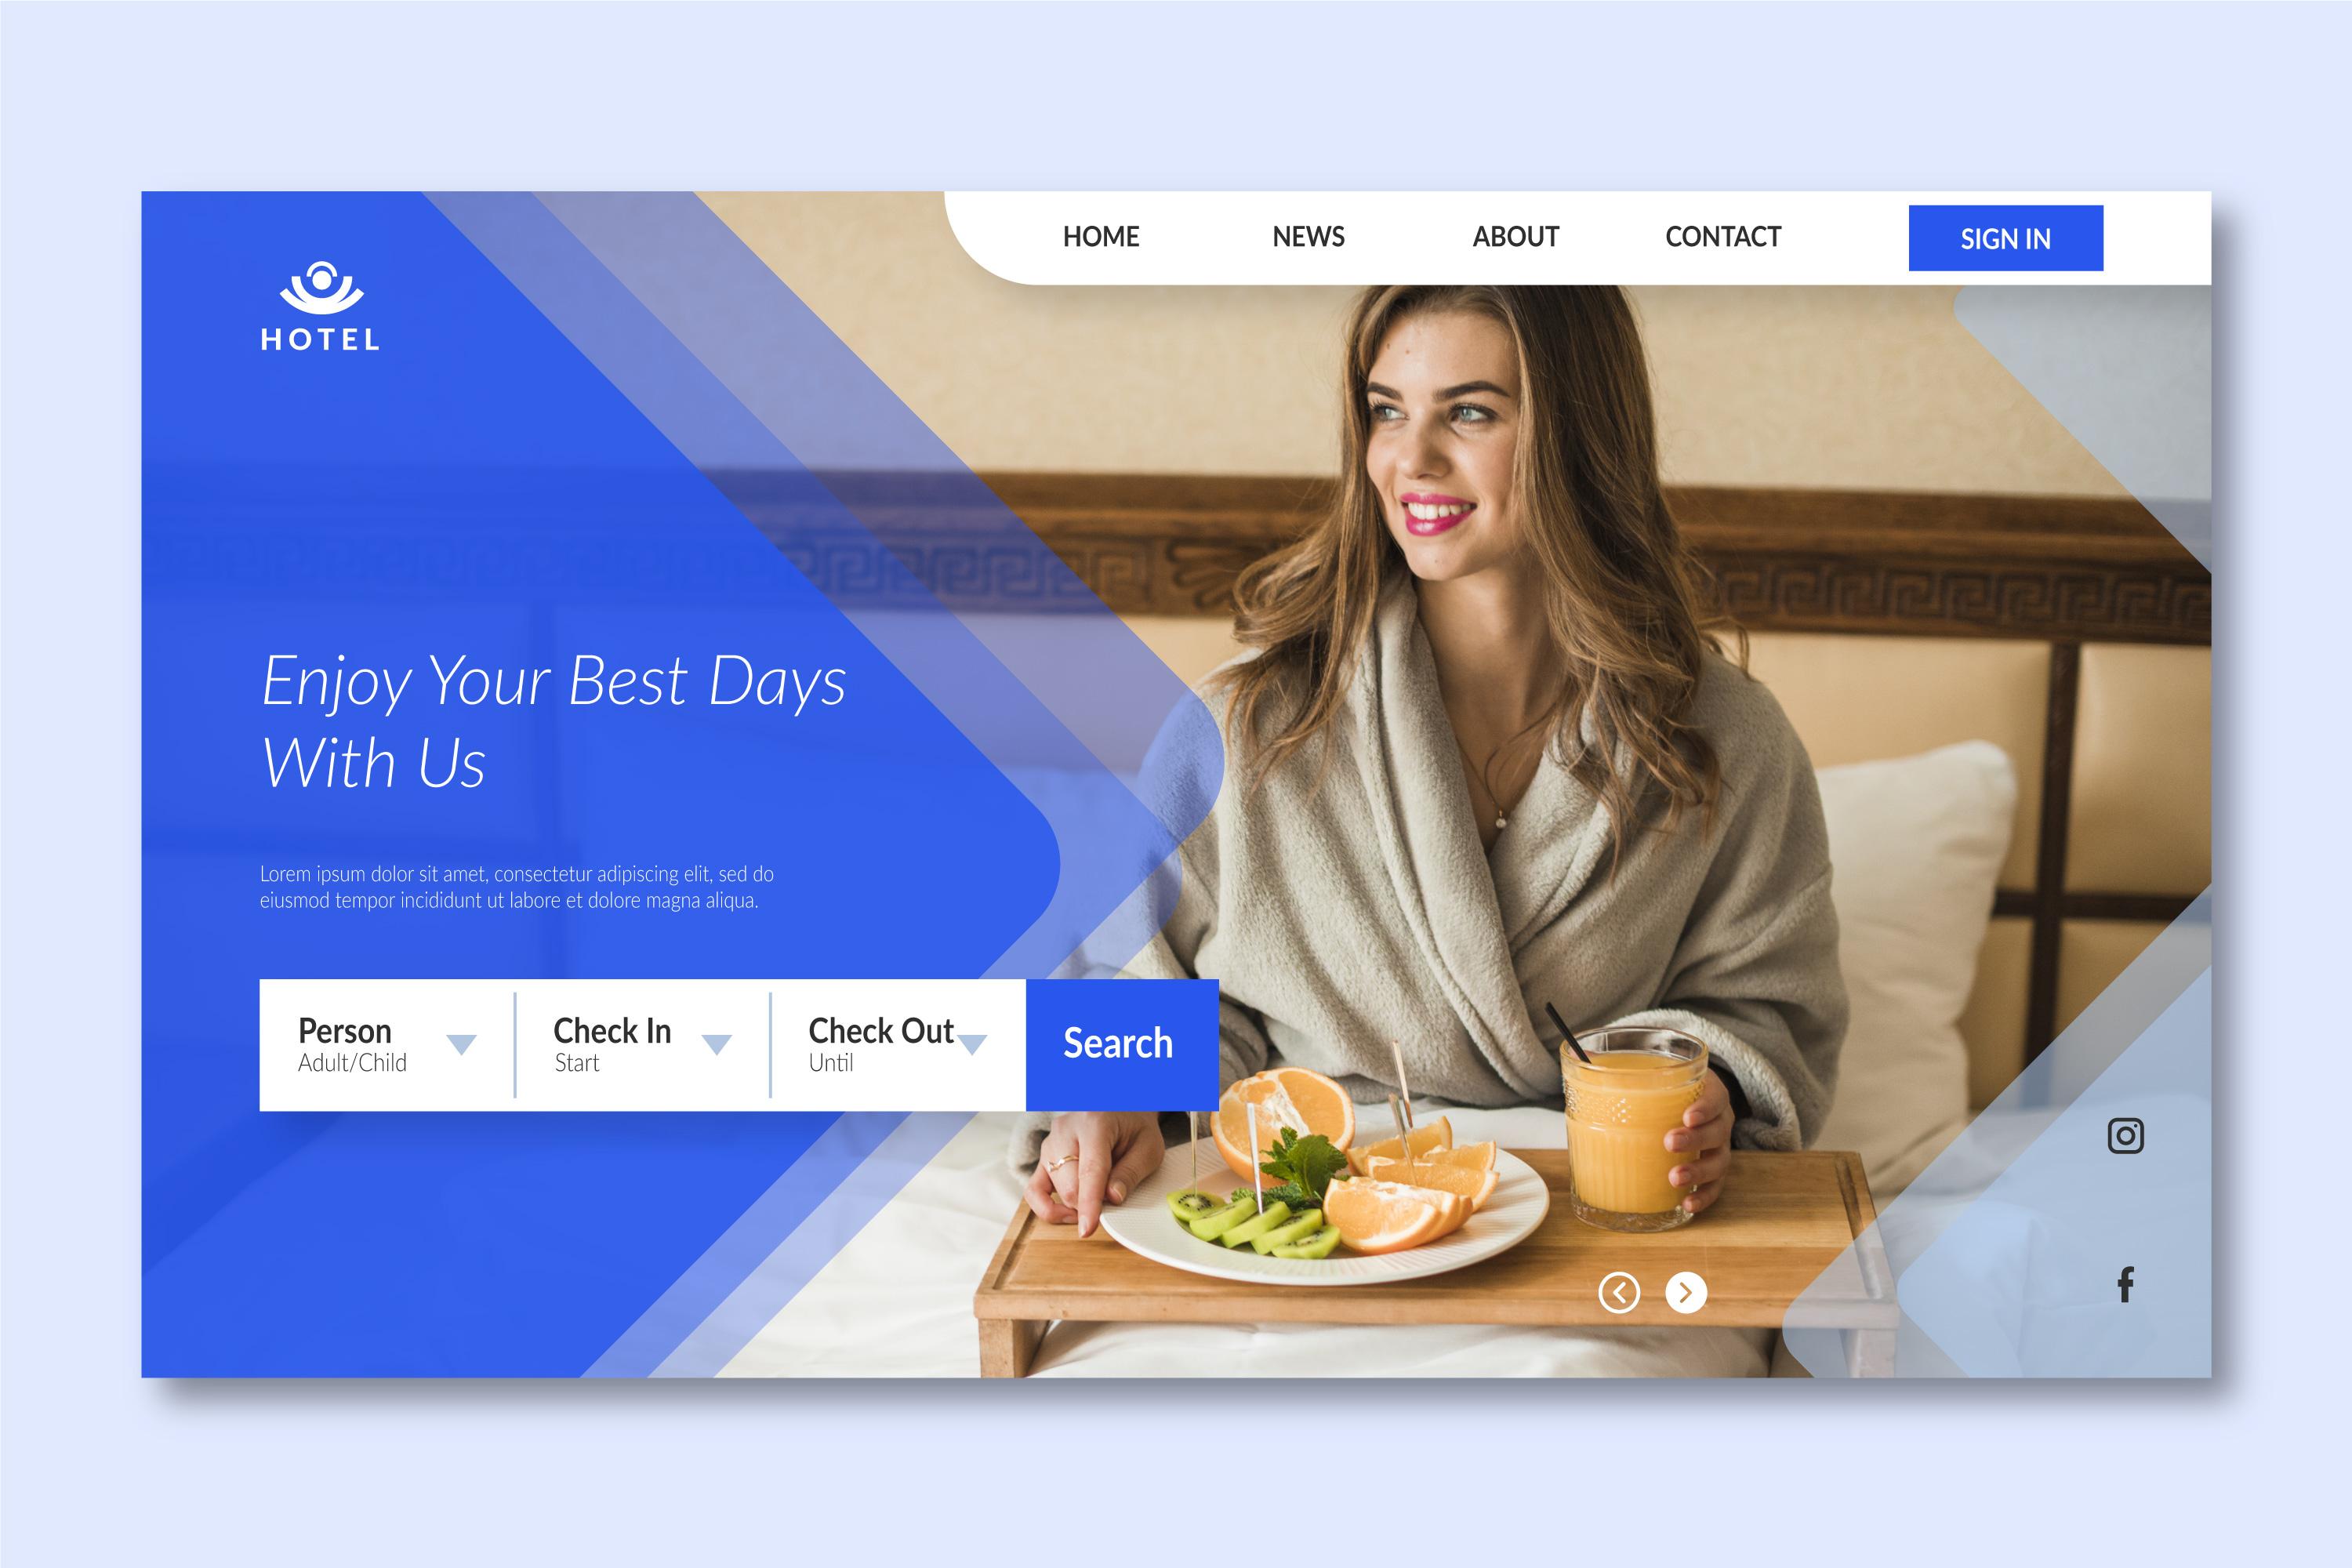 HOME NEWS ABOUT CONTACT SIGN IN
HOTEL
Enjoy Your Best Days
With Us
Lorem ipsum dolor sit amet, consectetur adipiscing elit, sed do
eiusmod tempor incididunt ut labore et dolore magna aliqua.
Person Check In Check Out Search
Adult/Child Start Until
f